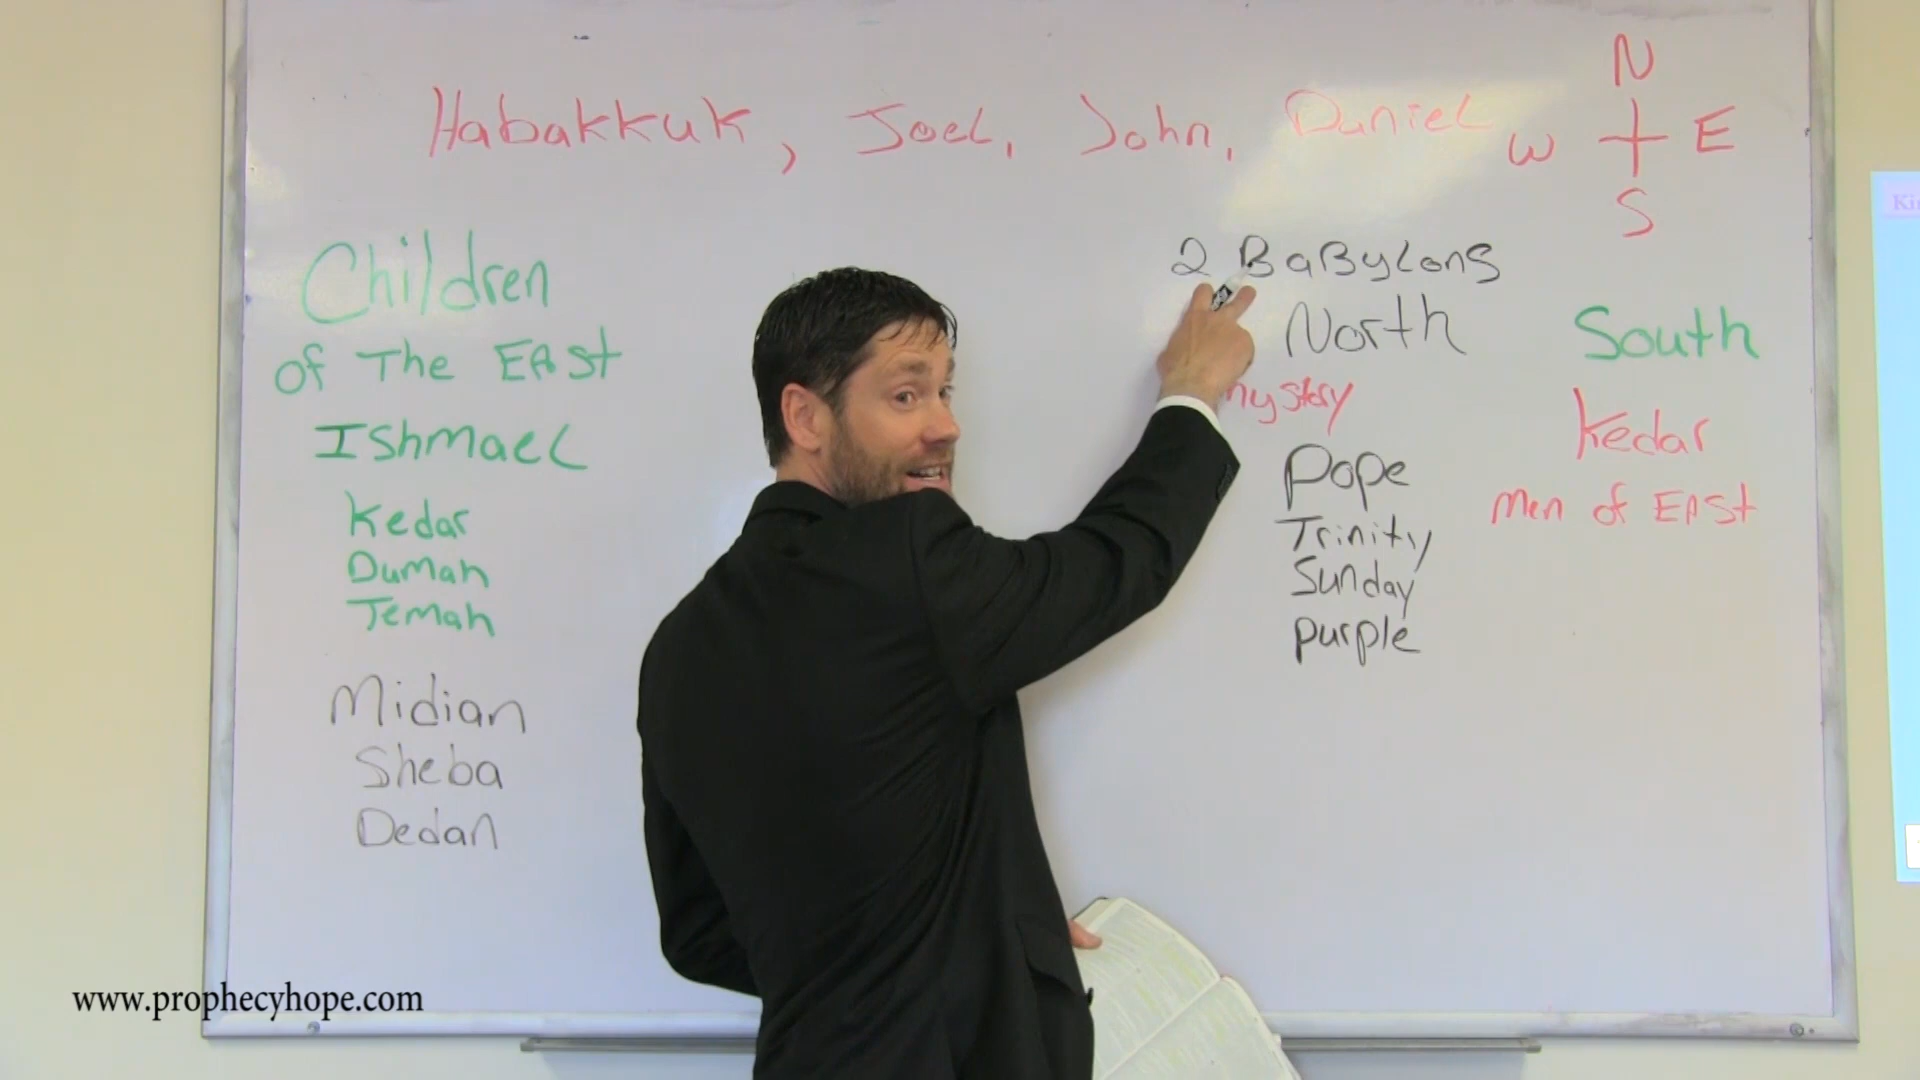 Habakkuk, Joel, John, Daniel
N
W E
S
Children
of The EAst
IShmaeL
Kedar
Dumah
Temah
Midian
Sheba
Dedan
2 BaByLons
North
mystery
Pope
Trinity
Sunday
purple
South
Kedar
men of EAst
www.prophecyhope.com